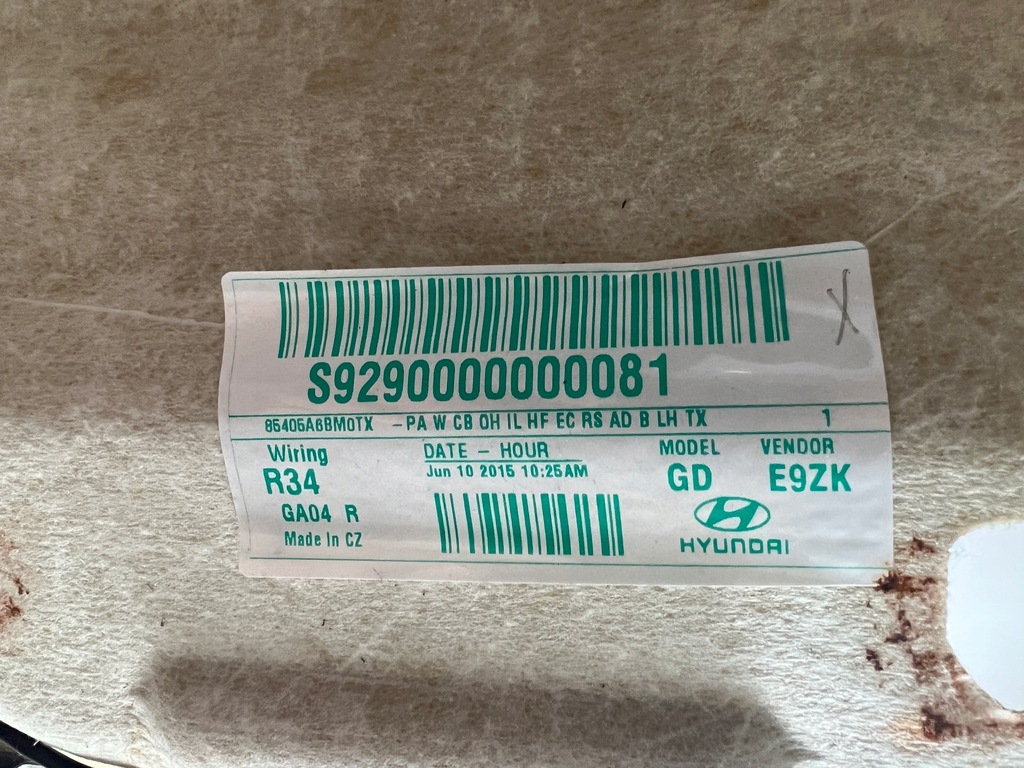 S9290000000081
85405A6BM0TX - PA W CB OH IL HF EC RS AD B LH TX 1
Wiring DATE - HOUR MODEL VENDOR
R34 Jun 10 2015 10:25AM GD E9ZK
GA04 R
Made In CZ HYUNDAI